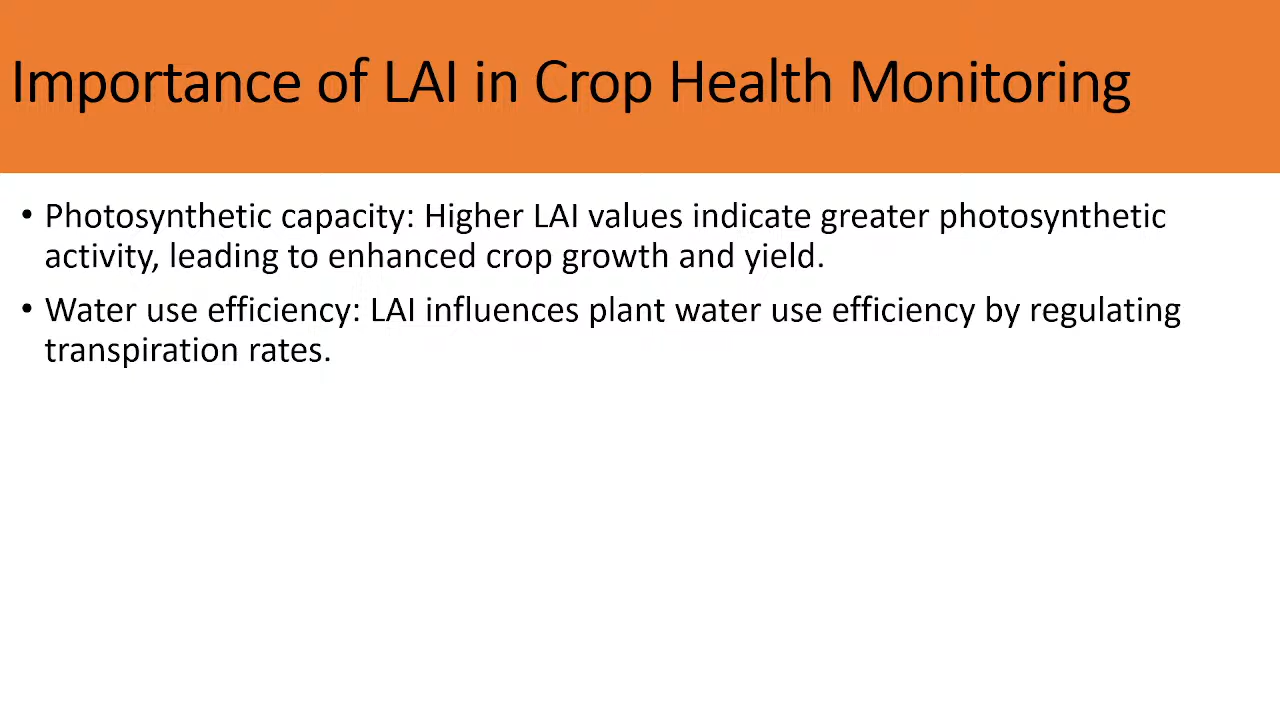 Importance of LAI in Crop Health Monitoring
• Photosynthetic capacity: Higher LAI values indicate greater photosynthetic
activity, leading to enhanced crop growth and yield.
• Water use efficiency: LAI influences plant water use efficiency by regulating
transpiration rates.